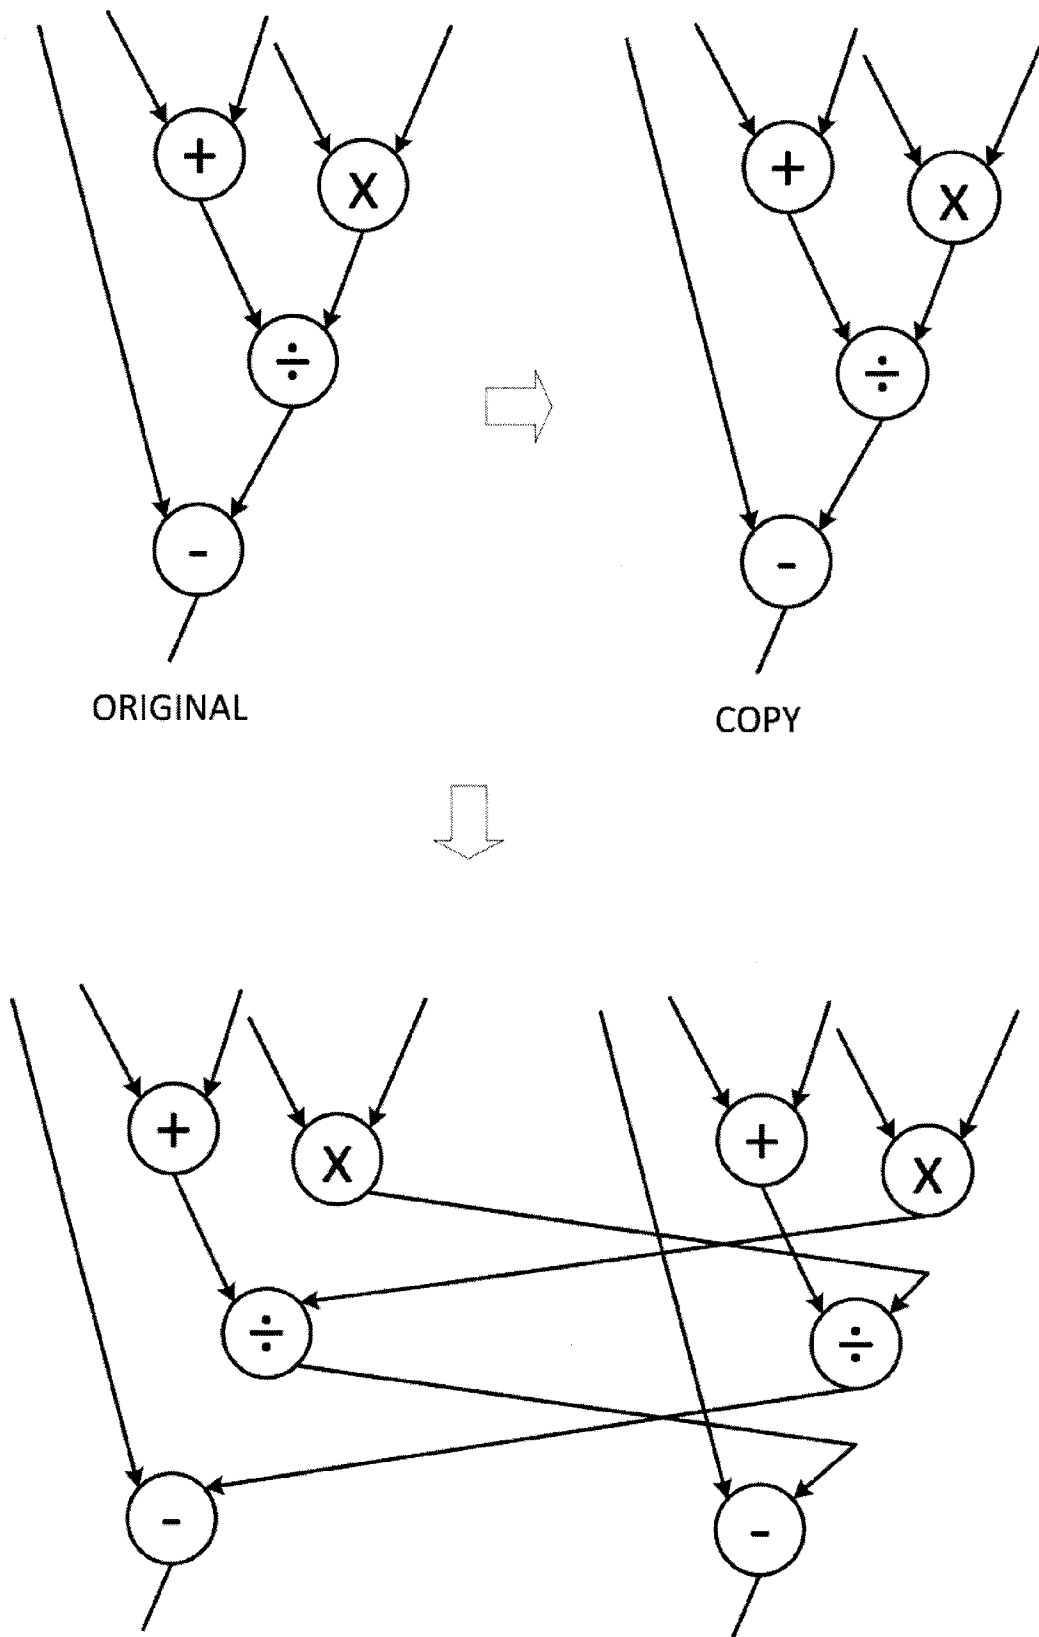 + X
÷
-
ORIGINAL
+ X
÷
-
COPY
+ X + X
÷ ÷
- -